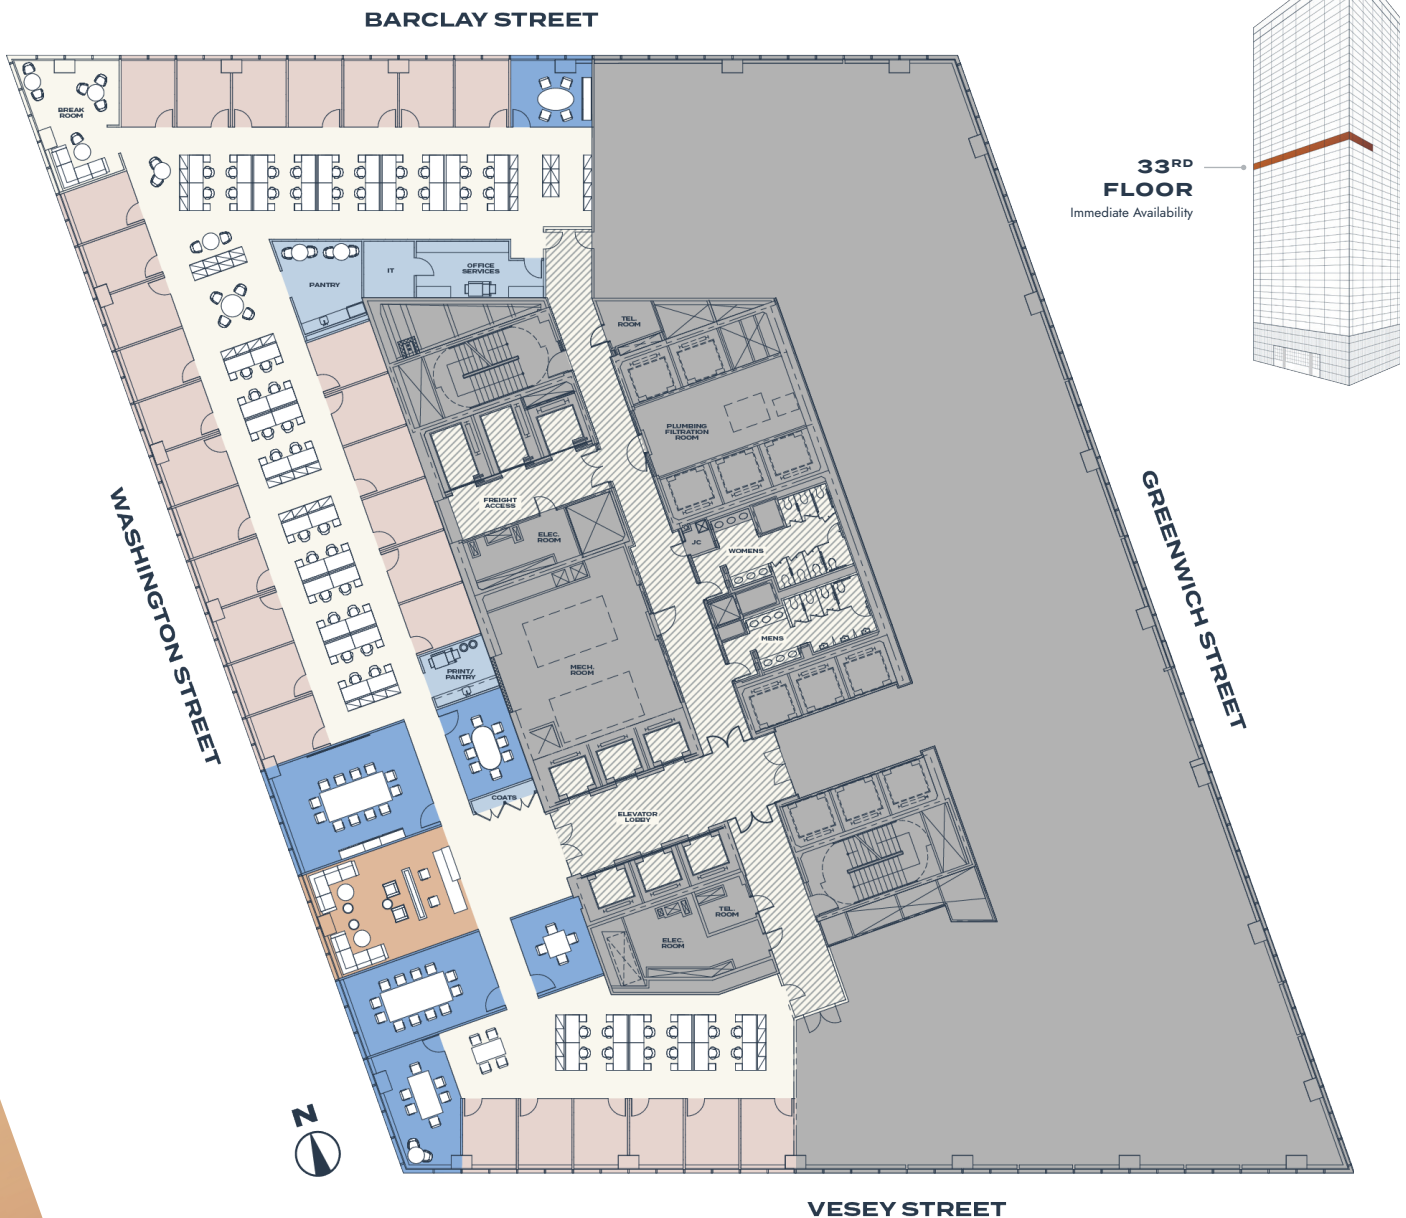 BARCLAY STREET
33RD
FLOOR
Immediate Availability
BREAK
ROOM
PANTRY
IT
OFFICE
SERVICES
TEL.
ROOM
PLUMBING
FILTRATION
ROOM
FREIGHT
ACCESS
ELEC.
ROOM
JC
WOMENS
MENS
MECH.
ROOM
PRINT/
PANTRY
COATS
ELEVATOR
LOBBY
TEL.
ROOM
ELEC.
ROOM
WASHINGTON STREET
GREENWICH STREET
N
VESEY STREET